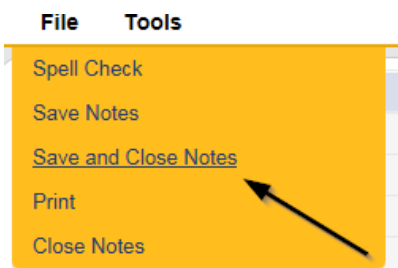 File Tools
Spell Check
Save Notes
Save and Close Notes
Print
Close Notes